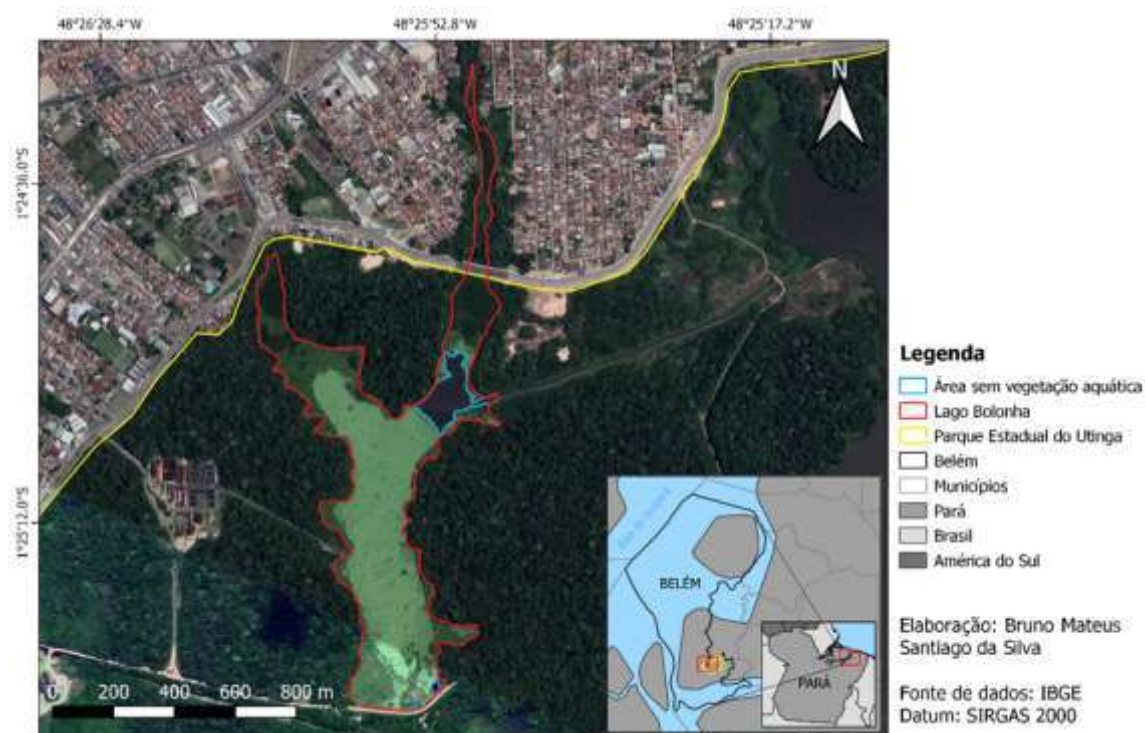 48°26'28.4"W
48°25'52.8"W
48°25'17.2"W
N
1°24'30.0"S
1°25'12.0"S
Legenda
Área sem vegetação aquática
Lago Bolonha
Parque Estadual do Utinga
Belém
Municípios
Pará
Brasil
América do Sul
BELÉM
PARÁ
0 200 400 600 800 m
Elaboração: Bruno Mateus
Santiago da Silva
Fonte de dados: IBGE
Datum: SIRGAS 2000